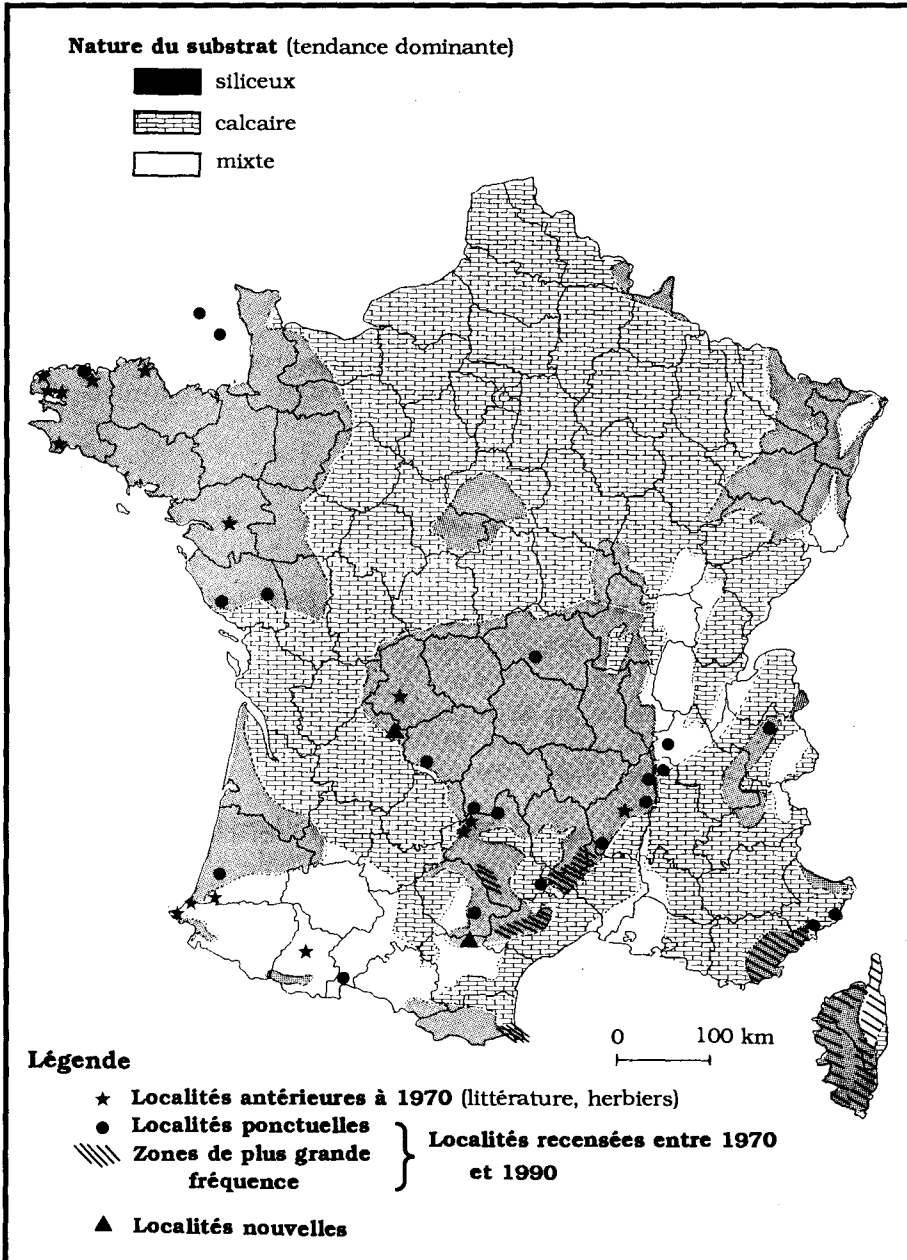 Nature du substrat (tendance dominante)
siliceux
calcaire
mixte
0 100 km
Légende
Localités antérieures à 1970 (littérature, herbiers)
Localités ponctuelles
Zones de plus grande
fréquence
Localités recensées entre 1970
et 1990
Localités nouvelles